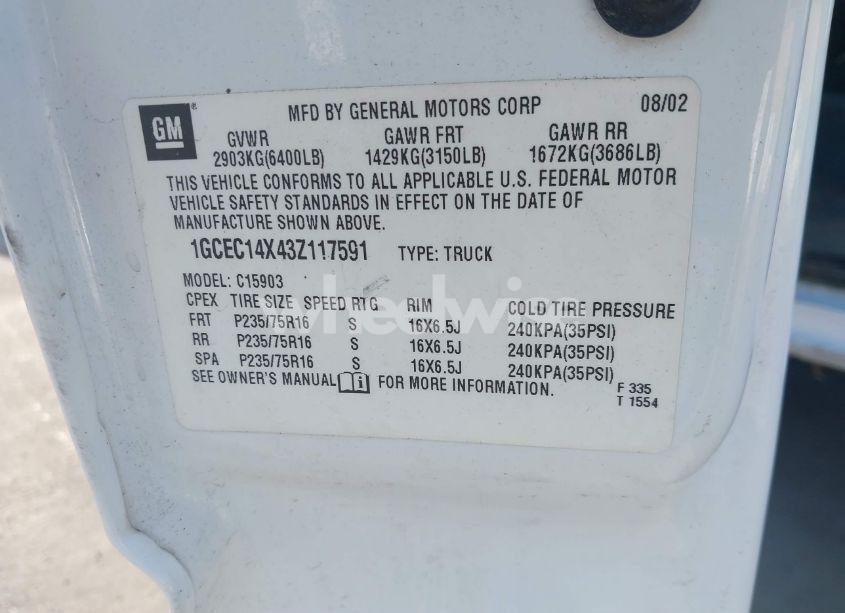 GM
MFD BY GENERAL MOTORS CORP 08/02
GVWR GAWR FRT GAWR RR
2903KG(6400LB) 1429KG(3150LB) 1672KG(3686LB)
THIS VEHICLE CONFORMS TO ALL APPLICABLE U.S. FEDERAL MOTOR
VEHICLE SAFETY STANDARDS IN EFFECT ON THE DATE OF
MANUFACTURE SHOWN ABOVE.
1GCEC14X43Z117591 TYPE: TRUCK
MODEL: C15903
CPEX TIRE SIZE SPEED RTG RIM COLD TIRE PRESSURE
FRT P235/75R16 S 16X6.5J 240KPA(35PSI)
RR P235/75R16 S 16X6.5J 240KPA(35PSI)
SPA P235/75R16 S 16X6.5J 240KPA(35PSI)
SEE OWNER'S MANUAL i FOR MORE INFORMATION.
F 335
T 1554